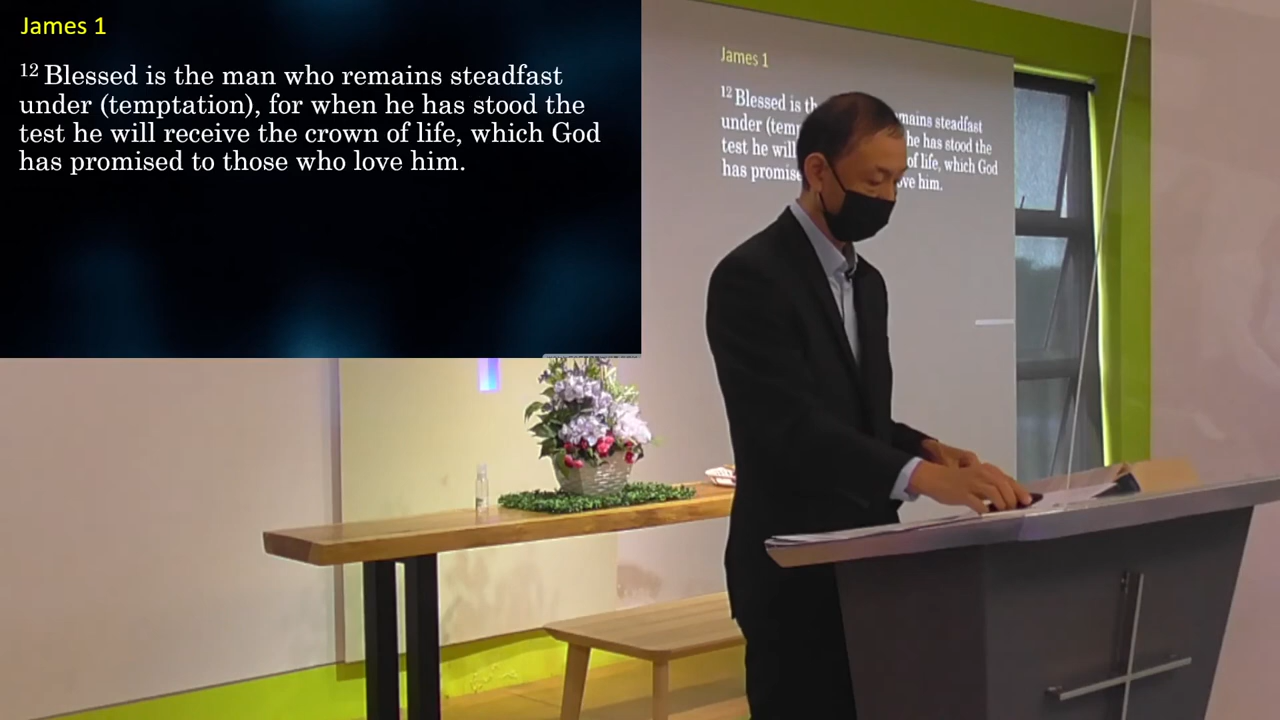 James 1
12 Blessed is the man who remains steadfast
under (temptation), for when he has stood the
test he will receive the crown of life, which God
has promised to those who love him.
James 1
12 Blessed is th mains steadfast
under (temp he has stood the
test he will of life, which God
has promise ove him.